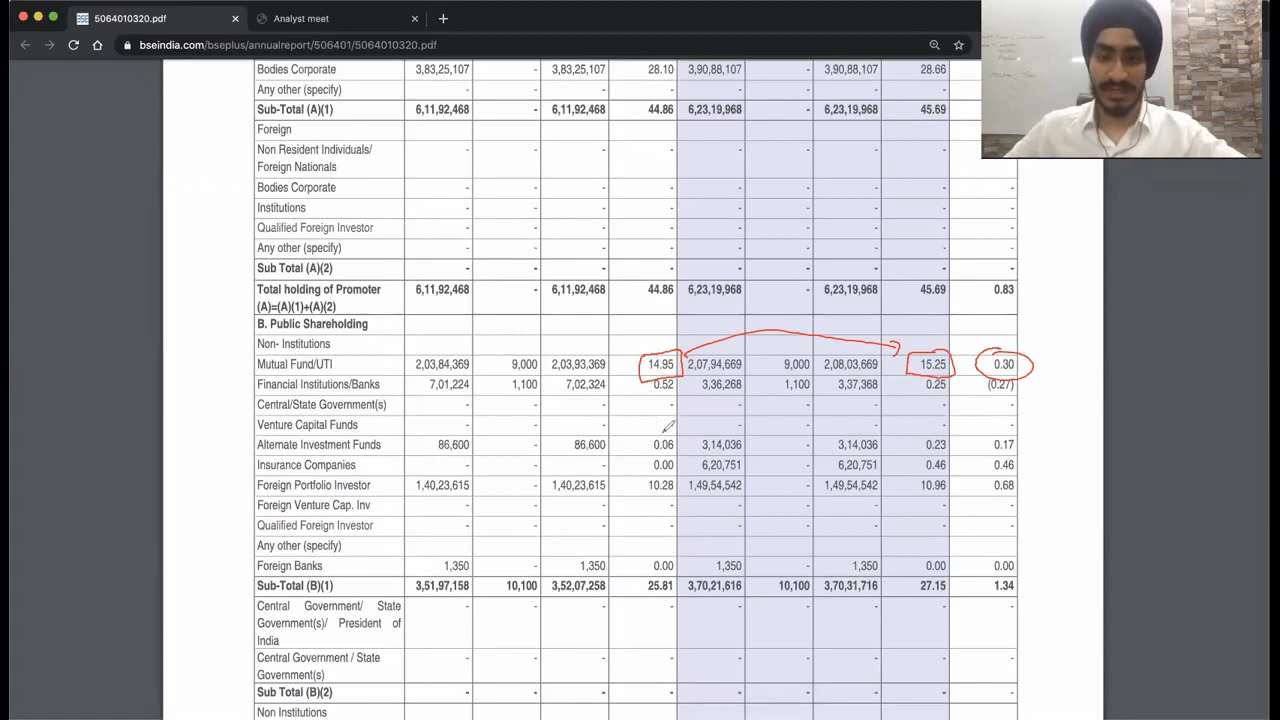 5064010320.pdf
Analyst meet
bseindia.com/bseplus/annualreport/506401/5064010320.pdf
Bodies Corporate 3,83,25,107 - 3,83,25,107 28.10 3,90,88,107 - 3,90,88,107 28.66
Any other (specify) - - - - - - - -
Sub-Total (A)(1) 6,11,92,468 - 6,11,92,468 44.86 6,23,19,968 - 6,23,19,968 45.69
Foreign
Non Resident Individuals/ - - - - - - - -
Foreign Nationals
Bodies Corporate - - - - - - - - -
Institutions - - - - - - - - -
Qualified Foreign Investor - - - - - - - - -
Any other (specify) - - - - - - - - -
Sub Total (A)(2) - - - - - - - - -
Total holding of Promoter 6,11,92,468 - 6,11,92,468 44.86 6,23,19,968 - 6,23,19,968 45.69 0.83
(A)=(A)(1)+(A)(2)
B. Public Shareholding
Non- Institutions
Mutual Fund/UTI 2,03,84,369 9,000 2,03,93,369 14.95 2,07,94,669 9,000 2,08,03,669 15.25 0.30
Financial Institutions/Banks 7,01,224 1,100 7,02,324 0.52 3,36,268 1,100 3,37,368 0.25 (0.27)
Central/State Government(s) - - - - - - - - -
Venture Capital Funds - - - - - - - - -
Alternate Investment Funds 86,600 - 86,600 0.06 3,14,036 - 3,14,036 0.23 0.17
Insurance Companies - - - 0.00 6,20,751 - 6,20,751 0.46 0.46
Foreign Portfolio Investor 1,40,23,615 - 1,40,23,615 10.28 1,49,54,542 - 1,49,54,542 10.96 0.68
Foreign Venture Cap. Inv - - - - - - - - -
Qualified Foreign Investor - - - - - - - - -
Any other (specify) - - - - - - - - -
Foreign Banks 1,350 - 1,350 0.00 1,350 - 1,350 0.00 0.00
Sub-Total (B)(1) 3,51,97,158 10,100 3,52,07,258 25.81 3,70,21,616 10,100 3,70,31,716 27.15 1.34
Central Government/ State - - - - - - - - -
Government(s)/ President of
India
Central Government / State - - - - - - - - -
Government(s)
Sub Total (B)(2) - - - - - - - - -
Non Institutions